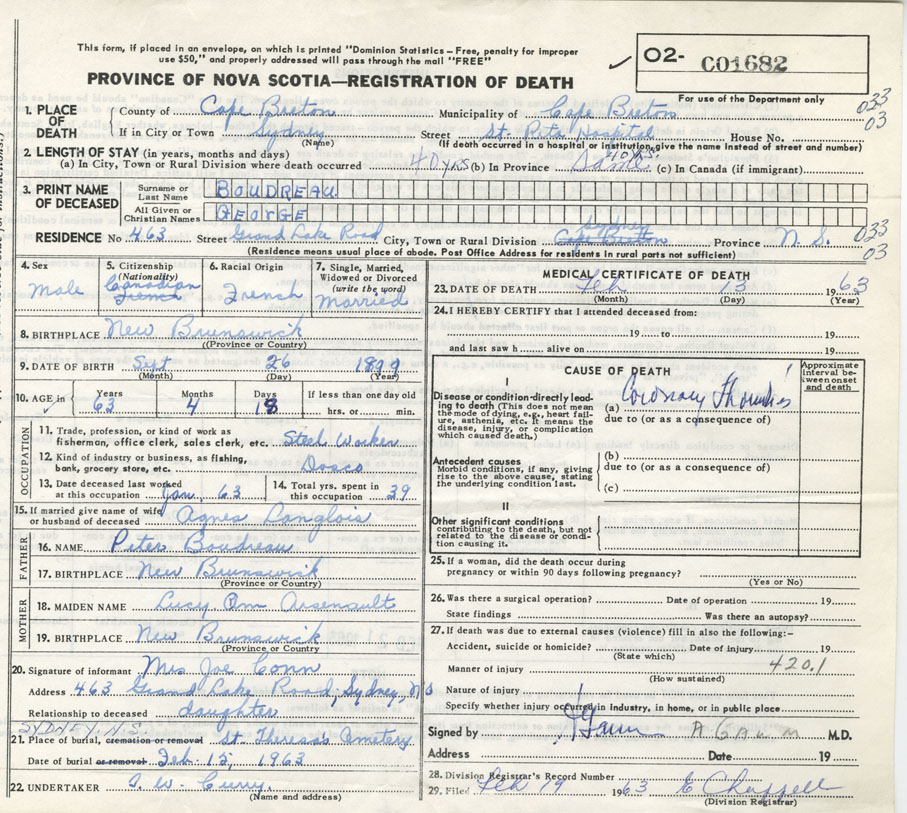 This form, if placed in an envelope, on which is printed "Dominion Statistics – Free, penalty for improper
use $50," and properly addressed will pass through the mail "FREE"
PROVINCE OF NOVA SCOTIA—REGISTRATION OF DEATH
✓ 02- C01682
For use of the Department only
1. PLACE OF DEATH
County of Cape Breton Municipality of Cape Breton 023
If in City or Town Sydney Street St. Rita Hospital House No. 03
(Name) (If death occurred in a hospital or institution, give the name instead of street and number)
2. LENGTH OF STAY (in years, months and days)
(a) In City, Town or Rural Division where death occurred 40 yrs (b) In Province 40 yrs. (c) In Canada (if immigrant)
3. PRINT NAME OF DECEASED
Surname or Last Name BOUDREAU
All Given or Christian Names GEORGE
RESIDENCE No 463 Street Grand Lake Road City, Town or Rural Division Sydney Cape Breton Province N.S. 023
(Residence means usual place of abode. Post Office Address for residents in rural parts not sufficient) 03
4. Sex Male
5. Citizenship (Nationality) Canadian French
6. Racial Origin French
7. Single, Married, Widowed or Divorced (write the word) Married
8. BIRTHPLACE New Brunswick
(Province or Country)
9. DATE OF BIRTH Sept 26 1899
(Month) (Day) (Year)
10. AGE in Years Months Days If less than one day old
✓ 63 4 18 hrs. or min.
OCCUPATION
11. Trade, profession, or kind of work as
fisherman, office clerk, sales clerk, etc. Steel Worker
12. Kind of industry or business, as fishing,
bank, grocery store, etc. Dosco
13. Date deceased last worked
at this occupation Jan, 63
14. Total yrs. spent in
this occupation 39
15. If married give name of wife
or husband of deceased Agnes Langlois
FATHER
16. NAME Peter Boudreau
17. BIRTHPLACE New Brunswick
(Province or Country)
MOTHER
18. MAIDEN NAME Lucy Ann Arsenault
19. BIRTHPLACE New Brunswick
(Province or Country)
20. Signature of informant Mrs Joe Conn
Address 463 Grand Lake Road, Sydney, NS
Relationship to deceased daughter
SYDNEY. N.S.
21. Place of burial, cremation or removal St. Theresa's Cemetery
Date of burial or removal Feb. 15, 1963
22. UNDERTAKER T. W. Curry.
(Name and address)
MEDICAL CERTIFICATE OF DEATH
23. DATE OF DEATH Feb 13 1963
(Month) (Day) (Year)
24. I HEREBY CERTIFY that I attended deceased from:
19 to 19
and last saw h alive on 19
CAUSE OF DEATH
Approximate interval between onset and death
I
Disease or condition directly leading to death (This does not mean
the mode of dying, e.g., heart failure, asthenia, etc. It means the
disease, injury, or complication
which caused death.)
(a) Coronary Thrombosis
due to (or as a consequence of)
Antecedent causes
Morbid conditions, if any, giving
rise to the above cause, stating
the underlying condition last.
(b)
due to (or as a consequence of)
(c)
II
Other significant conditions
contributing to the death, but not
related to the disease or condition causing it.
25. If a woman, did the death occur during
pregnancy or within 90 days following pregnancy?
(Yes or No)
26. Was there a surgical operation? Date of operation 19
State findings Was there an autopsy?
27. If death was due to external causes (violence) fill in also the following:–
Accident, suicide or homicide? Date of injury 19
(State which)
Manner of injury 420.1
(How sustained)
Nature of injury
Specify whether injury occurred in industry, in home, or in public place
Signed by M.D.
Address Date 19
28. Division Registrar's Record Number
29. Filed Feb 19 1963 E Chappell
(Division Registrar)